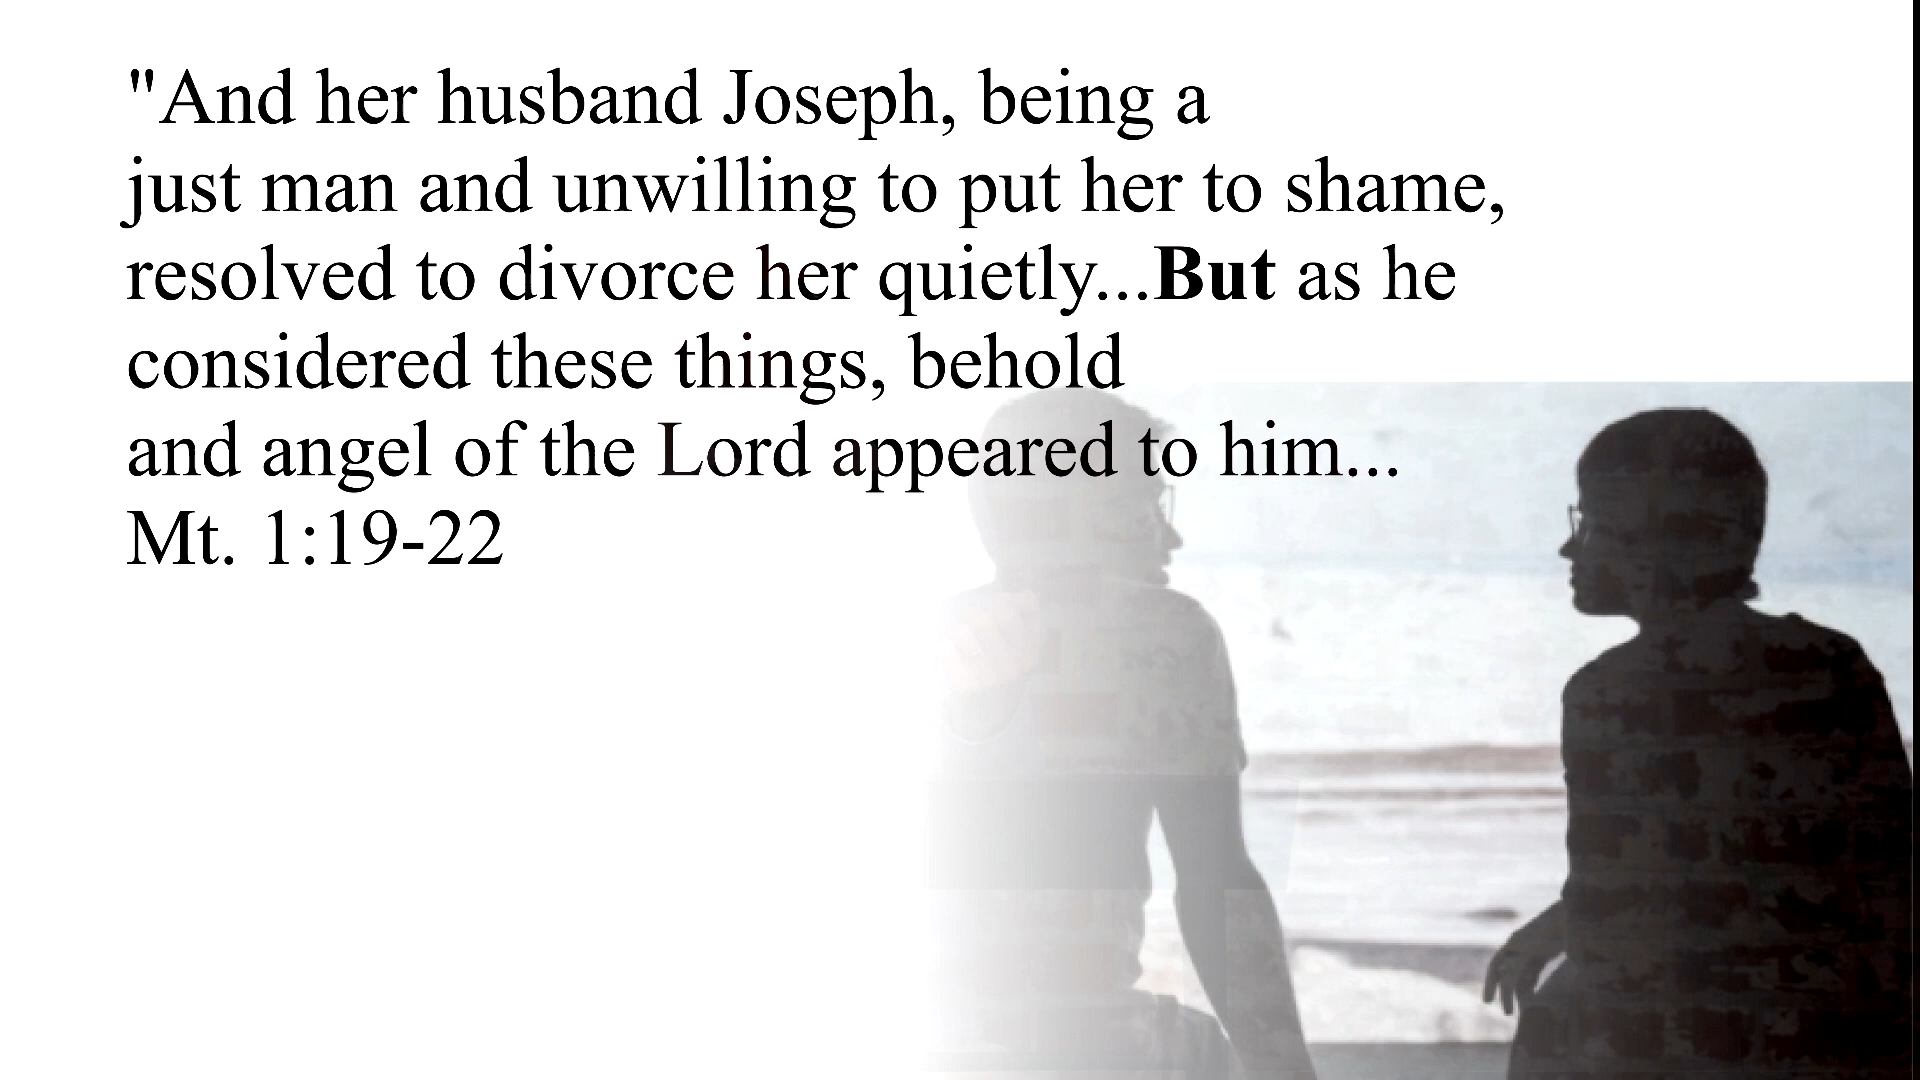 "And her husband Joseph, being a
just man and unwilling to put her to shame,
resolved to divorce her quietly...But as he
considered these things, behold
and angel of the Lord appeared to him...
Mt. 1:19-22